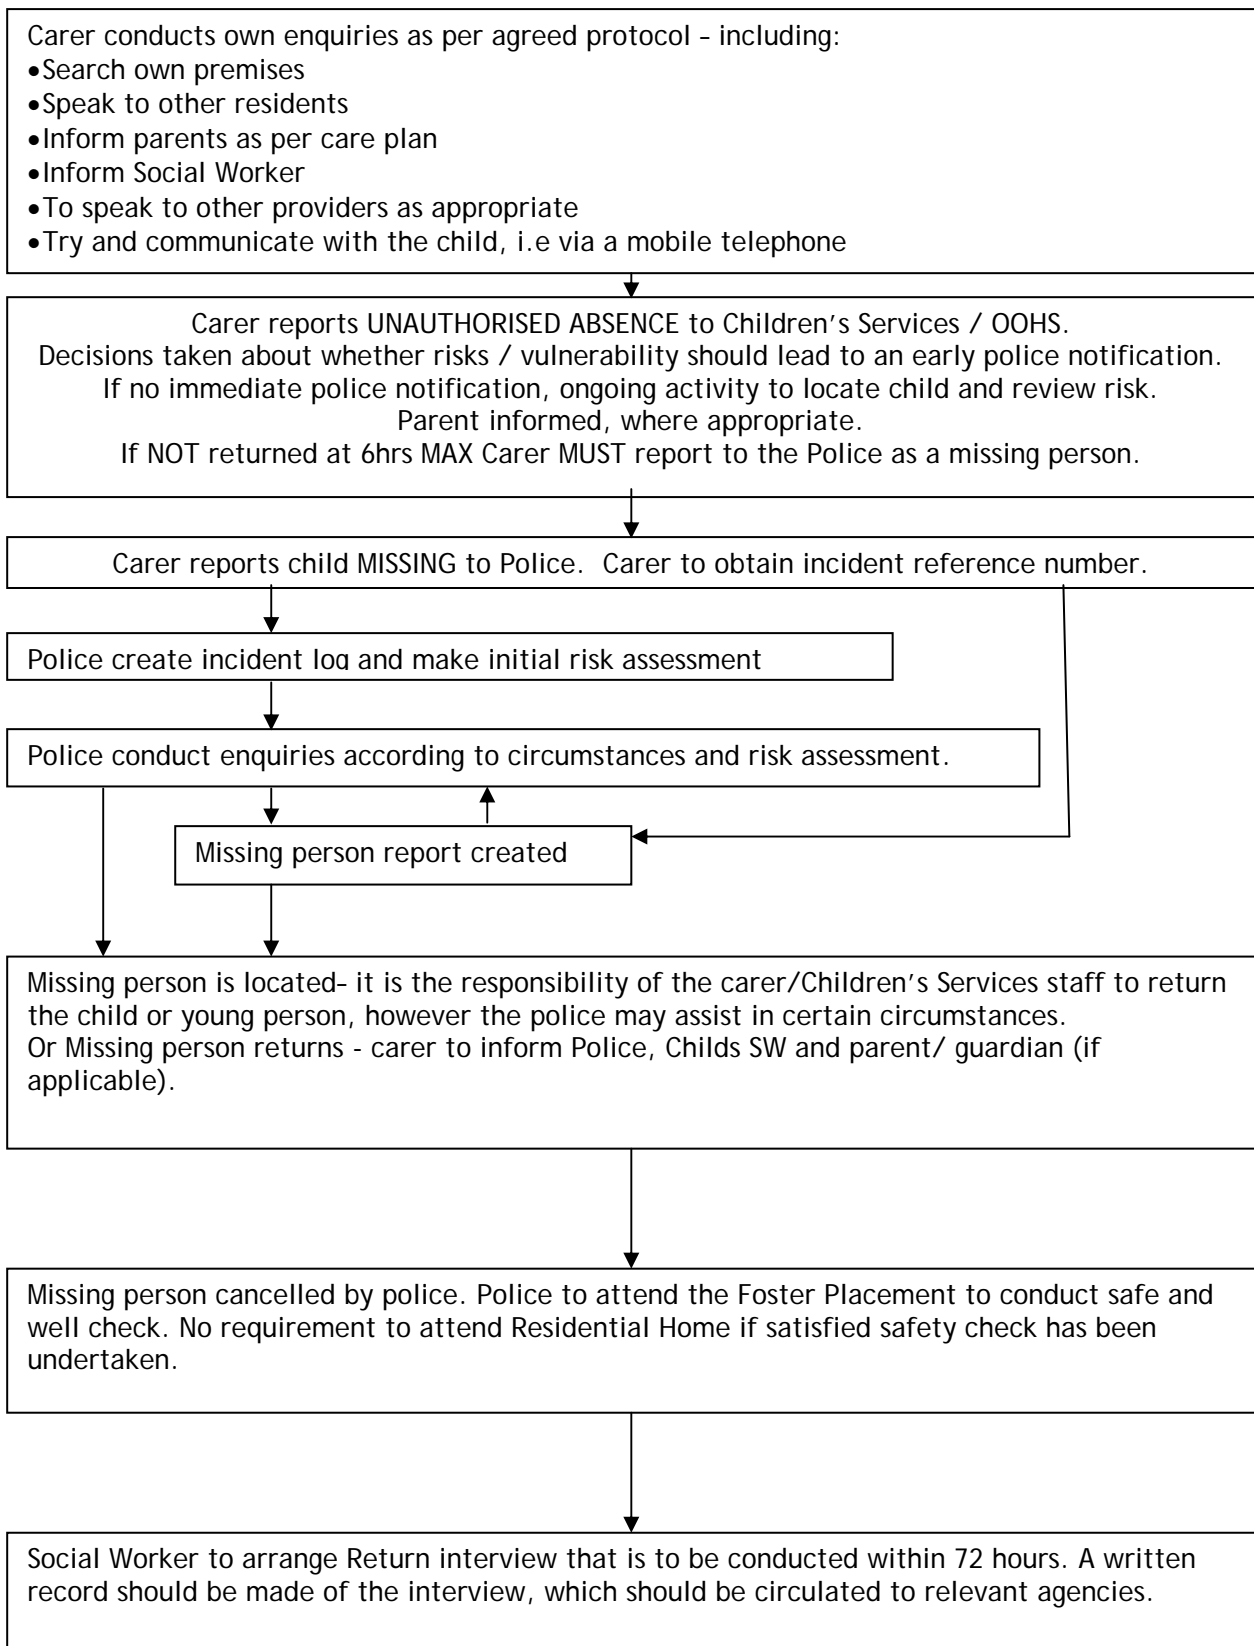 Carer conducts own enquiries as per agreed protocol – including:
•Search own premises
•Speak to other residents
•Inform parents as per care plan
•Inform Social Worker
•To speak to other providers as appropriate
•Try and communicate with the child, i.e via a mobile telephone
Carer reports UNAUTHORISED ABSENCE to Children’s Services / OOHS.
Decisions taken about whether risks / vulnerability should lead to an early police notification.
If no immediate police notification, ongoing activity to locate child and review risk.
Parent informed, where appropriate.
If NOT returned at 6hrs MAX Carer MUST report to the Police as a missing person.
Carer reports child MISSING to Police. Carer to obtain incident reference number.
Police create incident log and make initial risk assessment
Police conduct enquiries according to circumstances and risk assessment.
Missing person report created
Missing person is located– it is the responsibility of the carer/Children’s Services staff to return
the child or young person, however the police may assist in certain circumstances.
Or Missing person returns - carer to inform Police, Childs SW and parent/ guardian (if
applicable).
Missing person cancelled by police. Police to attend the Foster Placement to conduct safe and
well check. No requirement to attend Residential Home if satisfied safety check has been
undertaken.
Social Worker to arrange Return interview that is to be conducted within 72 hours. A written
record should be made of the interview, which should be circulated to relevant agencies.